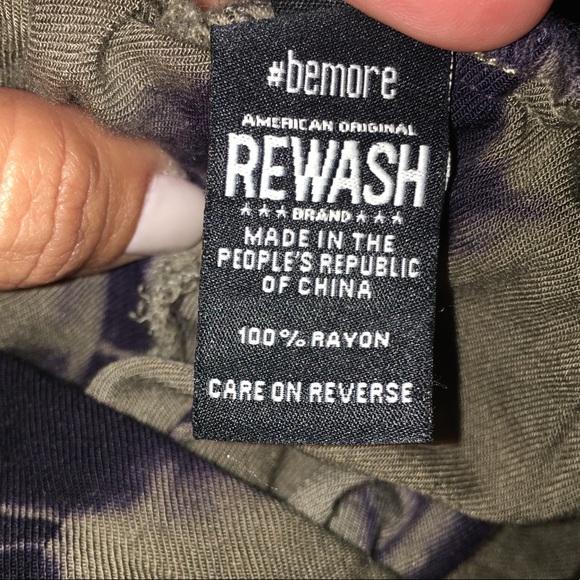 #bemore
AMERICAN ORIGINAL
REWASH
★★★BRAND★★★
MADE IN THE
PEOPLE'S REPUBLIC
OF CHINA
100% RAYON
CARE ON REVERSE